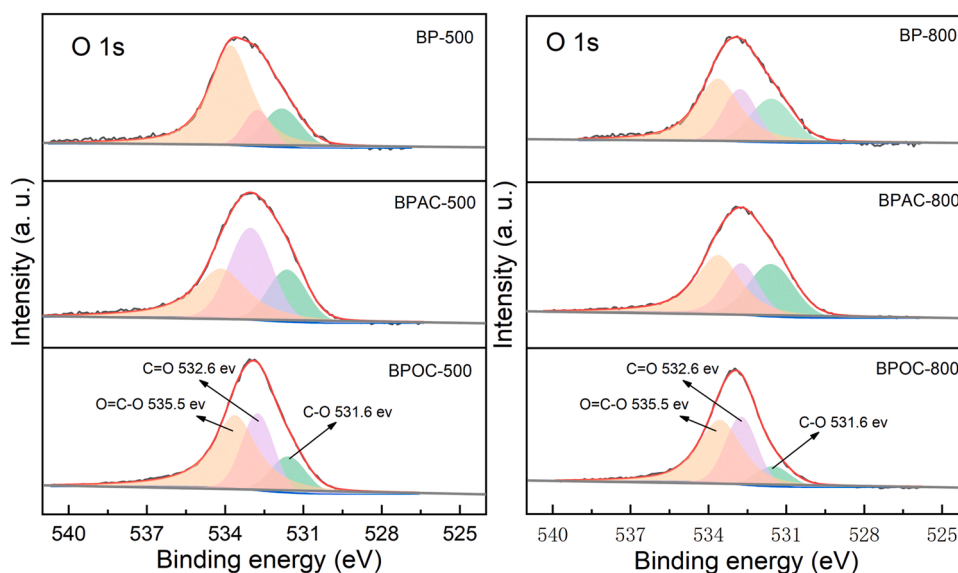 O 1s
BP-500
BPAC-500
BPOC-500
C=O 532.6 ev
O=C-O 535.5 ev
C-O 531.6 ev
Intensity (a. u.)
540 537 534 531 528 525
Binding energy (eV)
O 1s
BP-800
BPAC-800
BPOC-800
C=O 532.6 ev
O=C-O 535.5 ev
C-O 531.6 ev
Intensity (a. u.)
540 537 534 531 528 525
Binding energy (eV)